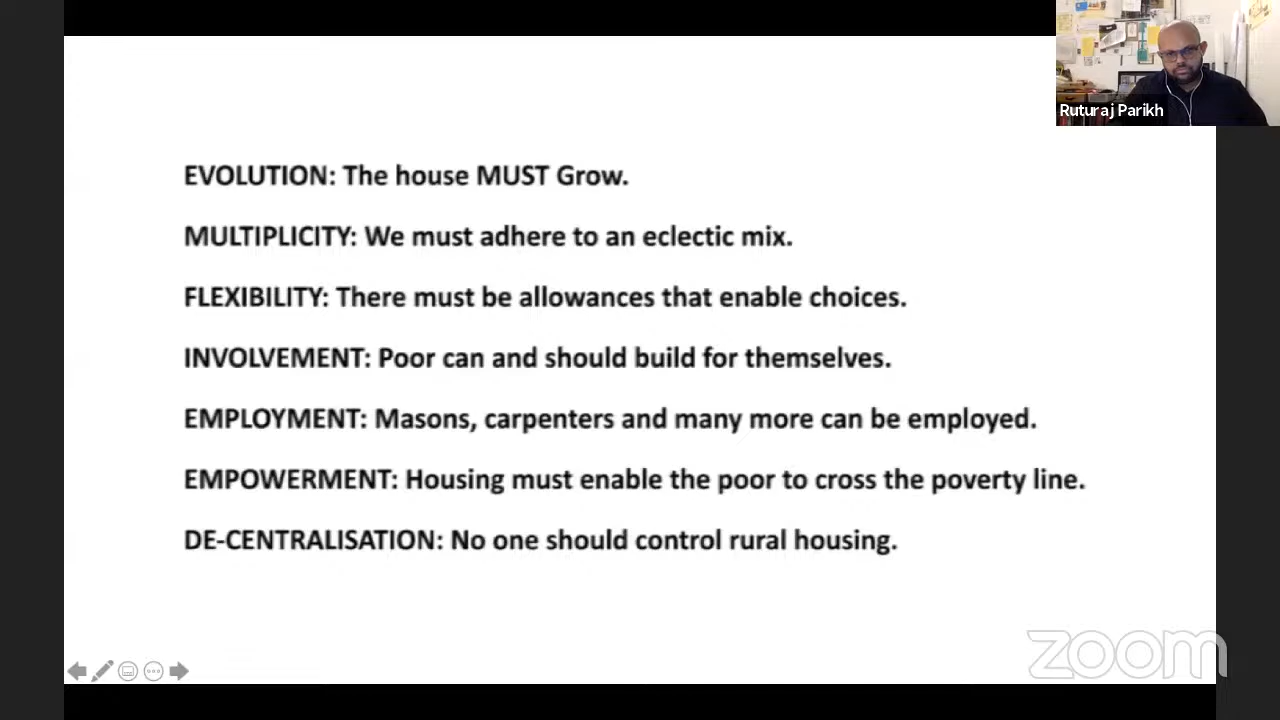 Ruturaj Parikh
EVOLUTION: The house MUST Grow.
MULTIPLICITY: We must adhere to an eclectic mix.
FLEXIBILITY: There must be allowances that enable choices.
INVOLVEMENT: Poor can and should build for themselves.
EMPLOYMENT: Masons, carpenters and many more can be employed.
EMPOWERMENT: Housing must enable the poor to cross the poverty line.
DE-CENTRALISATION: No one should control rural housing.
zoom